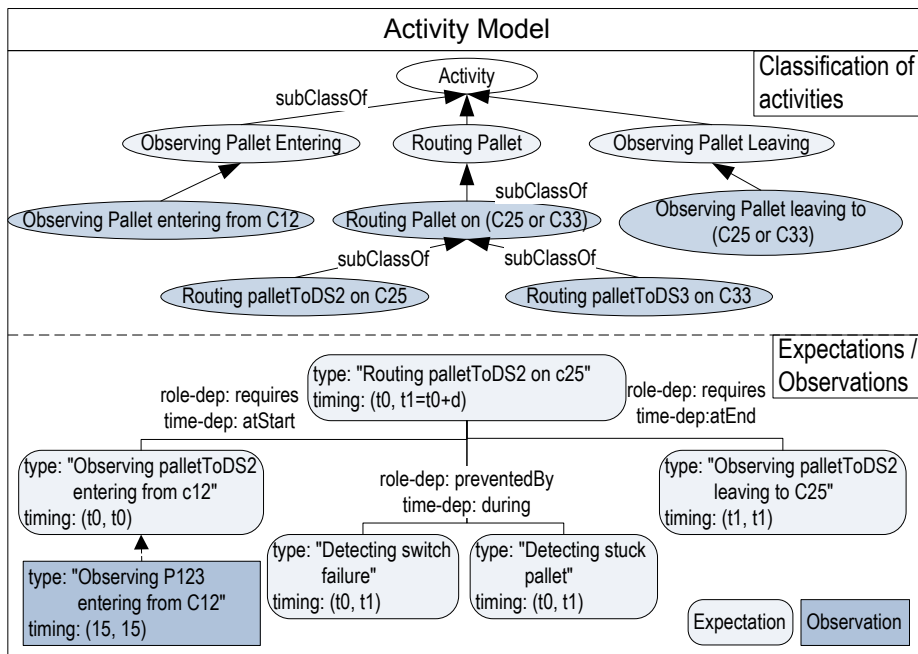 Activity Model
Classification of
activities
Activity
subClassOf
Observing Pallet Entering
Routing Pallet
Observing Pallet Leaving
subClassOf
Observing Pallet entering from C12
Routing Pallet on (C25 or C33)
Observing Pallet leaving to
(C25 or C33)
subClassOf
subClassOf
Routing palletToDS2 on C25
Routing palletToDS3 on C33
Expectations /
Observations
type: "Routing palletToDS2 on c25"
timing: (t0, t1=t0+d)
role-dep: requires
time-dep: atStart
role-dep: requires
time-dep:atEnd
type: "Observing palletToDS2
entering from c12"
timing: (t0, t0)
role-dep: preventedBy
time-dep: during
type: "Observing palletToDS2
leaving to C25"
timing: (t1, t1)
type: "Detecting switch
failure"
timing: (t0, t1)
type: "Detecting stuck
pallet"
timing: (t0, t1)
type: "Observing P123
entering from C12"
timing: (15, 15)
Expectation
Observation